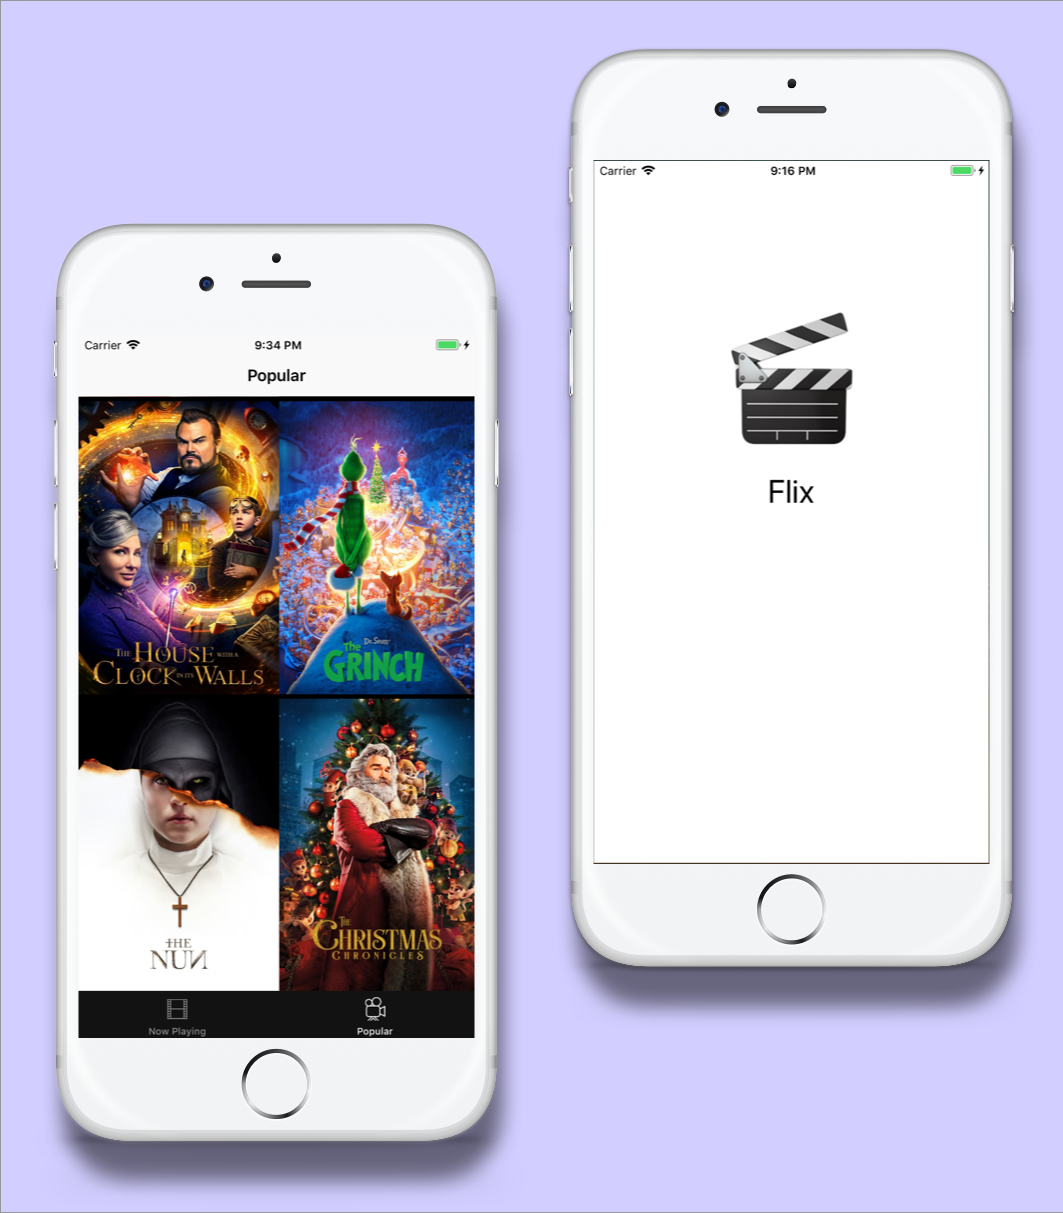 Carrier
9:34 PM
Popular
THE HOUSE WITH A
CLOCK IN ITS WALLS
Dr. Seuss'
The
GRINCH
THE
NUN
THE
CHRISTMAS
CHRONICLES
Now Playing
Popular
Carrier
9:16 PM
Flix